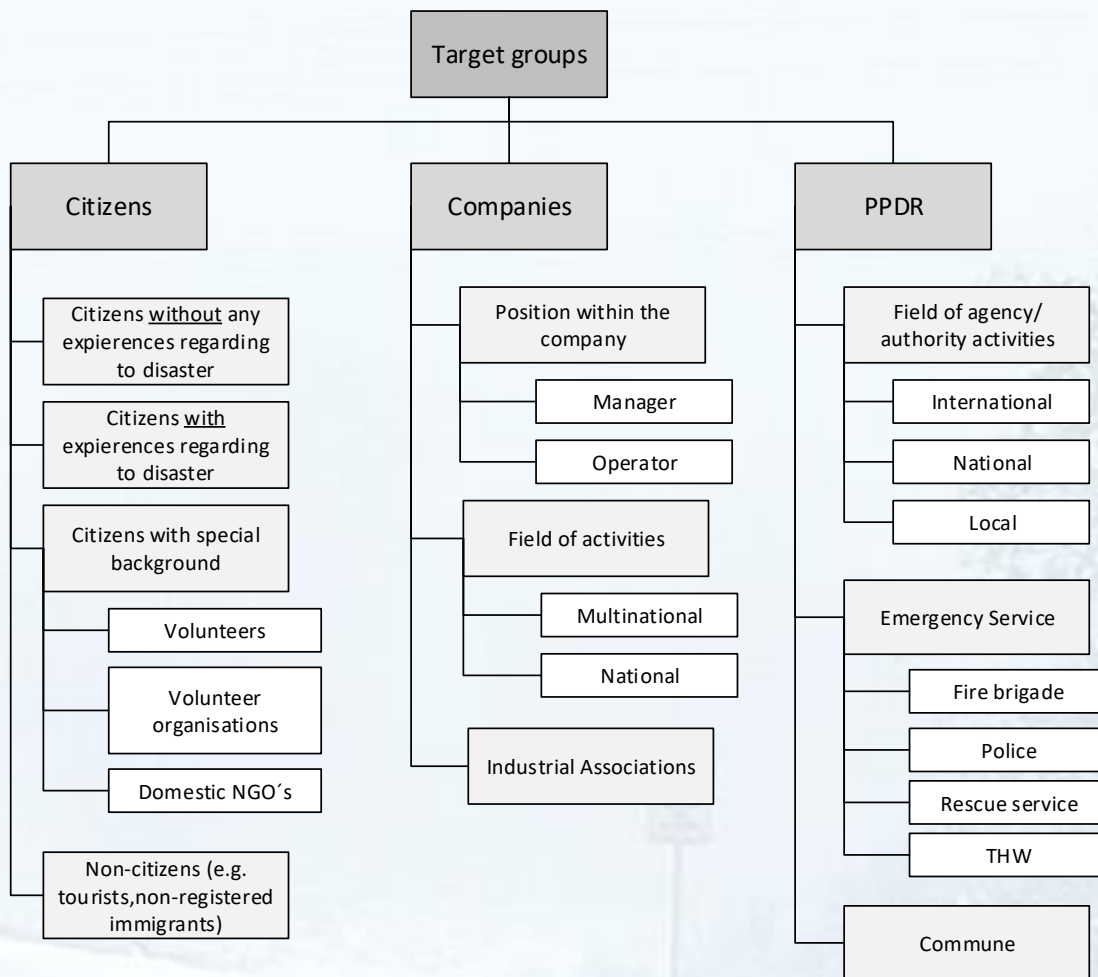 Target groups
Citizens
Citizens without any
expierences regarding
to disaster
Citizens with
expierences regarding
to disaster
Citizens with special
background
Volunteers
Volunteer
organisations
Domestic NGO´s
Non-citizens (e.g.
tourists,non-registered
immigrants)
Companies
Position within the
company
Manager
Operator
Field of activities
Multinational
National
Industrial Associations
PPDR
Field of agency/
authority activities
International
National
Local
Emergency Service
Fire brigade
Police
Rescue service
THW
Commune